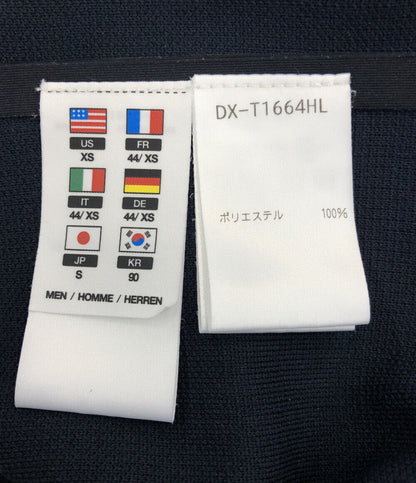 US FR
XS 44/ XS
IT DE
44/ XS 44/ XS
JP KR
S 90
MEN / HOMME / HERREN
DX-T1664HL
ポリエステル 100%